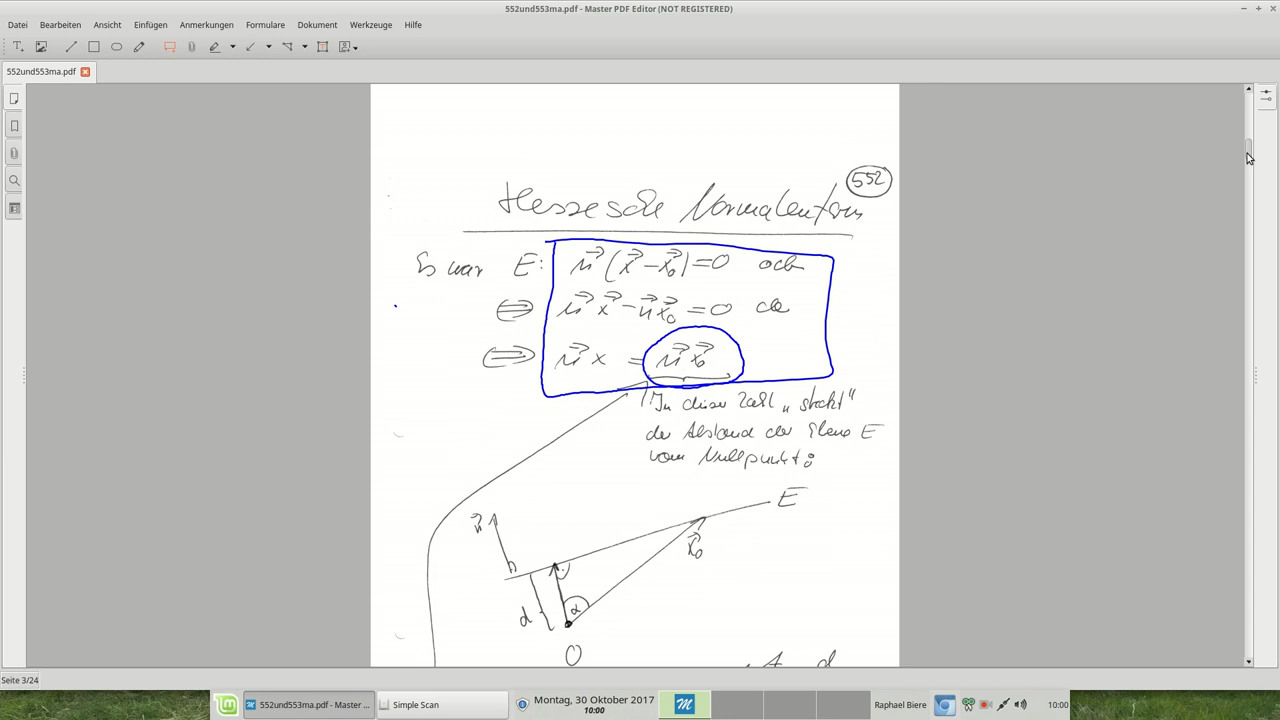 552und553ma.pdf - Master PDF Editor (NOT REGISTERED)
Datei Bearbeiten Ansicht Einfügen Anmerkungen Formulare Dokument Werkzeuge Hilfe
552und553ma.pdf
552
Hessesche Normalenform
Es war E: n⃗ (x⃗ - x⃗₀) = 0 oder
⟺ n⃗ x⃗ - n⃗ x⃗₀ = 0 oder
⟺ n⃗ x = n⃗ x⃗₀
In dieser Zahl „steckt"
der Abstand der Ebene E
vom Nullpunkt:
E
n⃗
x⃗₀
d α
O
Seite 3/24
552und553ma.pdf - Master ... Simple Scan Montag, 30 Oktober 2017 Raphael Biere 10:00
10:00